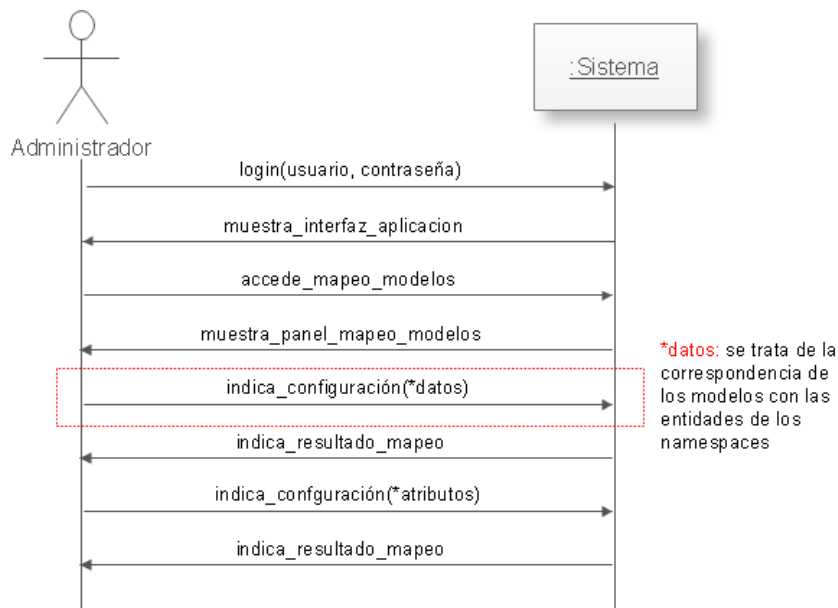 :Sistema
Administrador
login(usuario, contraseña)
muestra_interfaz_aplicacion
accede_mapeo_modelos
muestra_panel_mapeo_modelos
*datos: se trata de la
correspondencia de
los modelos con las
entidades de los
namespaces
indica_configuración(*datos)
indica_resultado_mapeo
indica_confguración(*atributos)
indica_resultado_mapeo